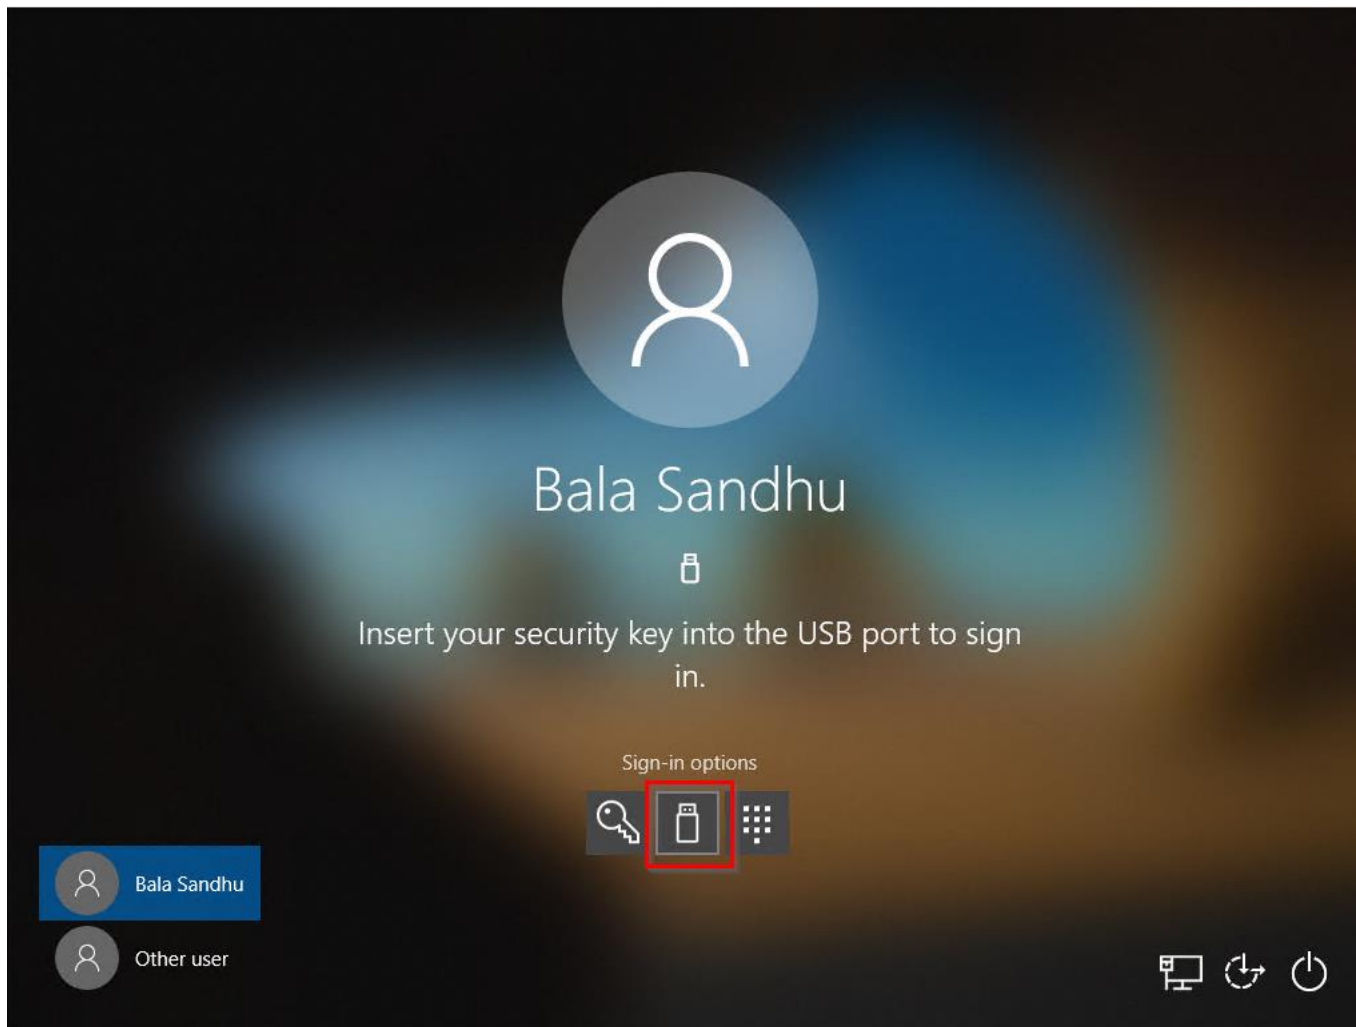 Bala Sandhu
Insert your security key into the USB port to sign
in.
Sign-in options
Bala Sandhu
Other user